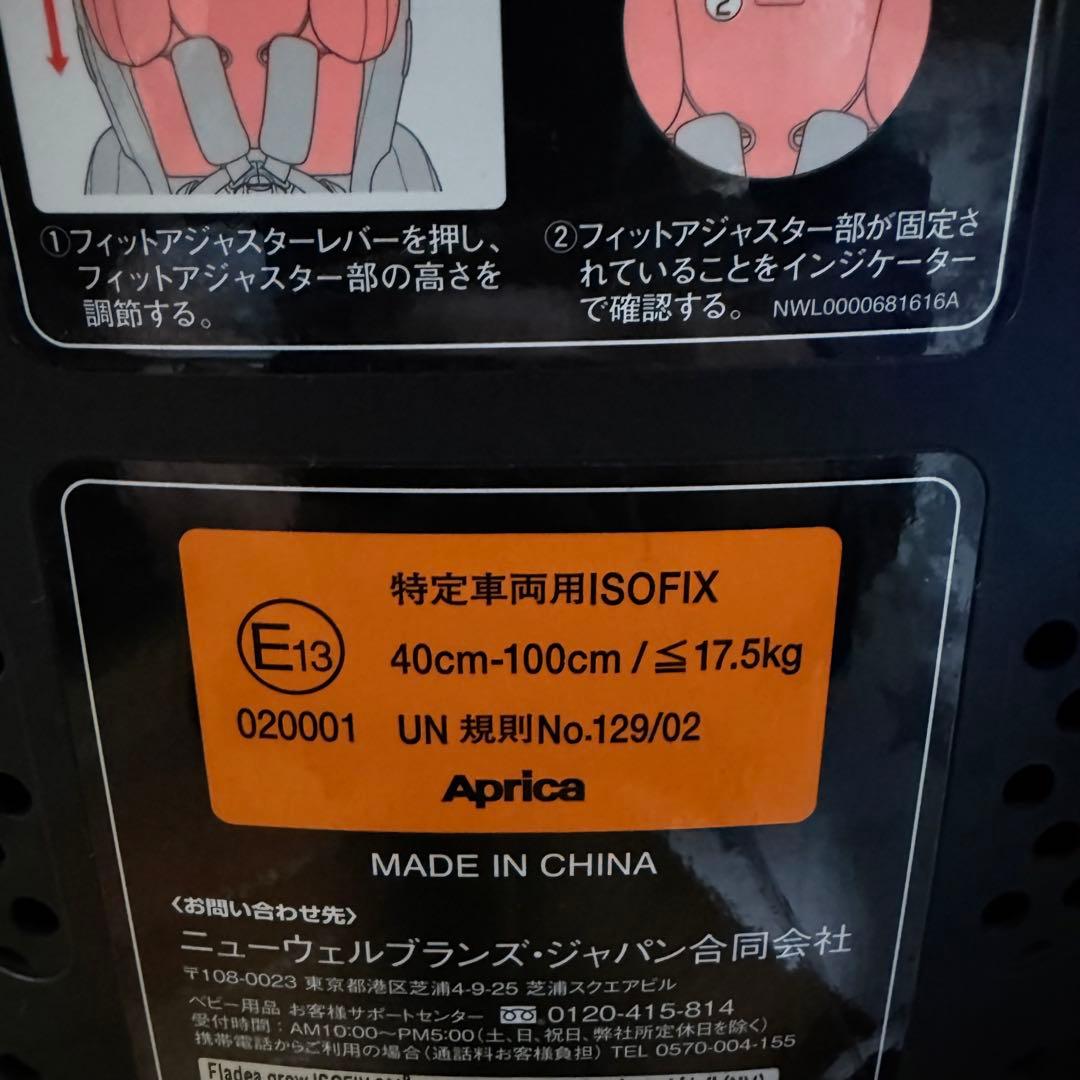 2
①フィットアジャスターレバーを押し、
フィットアジャスター部の高さを
調節する。
②フィットアジャスター部が固定さ
れていることをインジケーター
で確認する。 NWL0000681616A
特定車両用ISOFIX
E13 40cm-100cm/≦17.5kg
020001 UN 規則No.129/02
Aprica
MADE IN CHINA
〈お問い合わせ先〉
ニューウェルブランズ・ジャパン合同会社
〒108-0023 東京都港区芝浦4-9-25 芝浦スクエアビル
ベビー用品 お客様サポートセンター 0120-415-814
受付時間:AM10:00～PM5:00(土、日、祝日、弊社所定休日を除く)
携帯電話からご利用の場合(通話料お客様負担) TEL 0570-004-155
Fladea grow ISOFIX